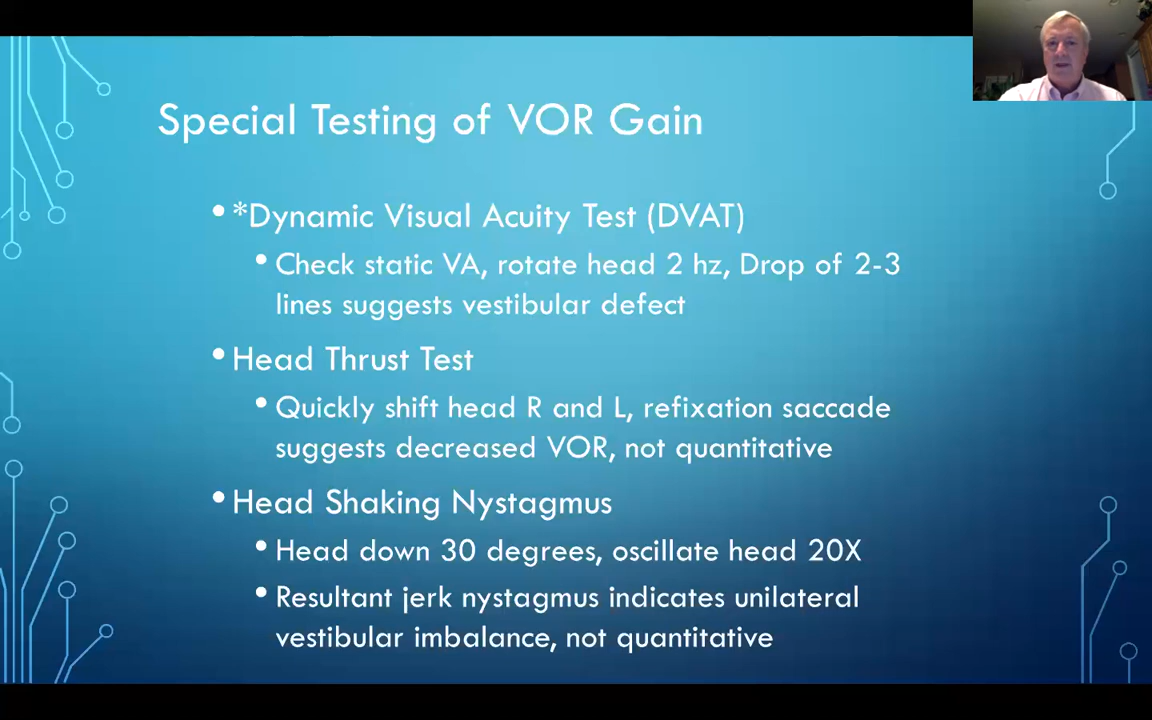 Special Testing of VOR Gain
•*Dynamic Visual Acuity Test (DVAT)
•Check static VA, rotate head 2 hz, Drop of 2-3
lines suggests vestibular defect
•Head Thrust Test
•Quickly shift head R and L, refixation saccade
suggests decreased VOR, not quantitative
•Head Shaking Nystagmus
•Head down 30 degrees, oscillate head 20X
•Resultant jerk nystagmus indicates unilateral
vestibular imbalance, not quantitative